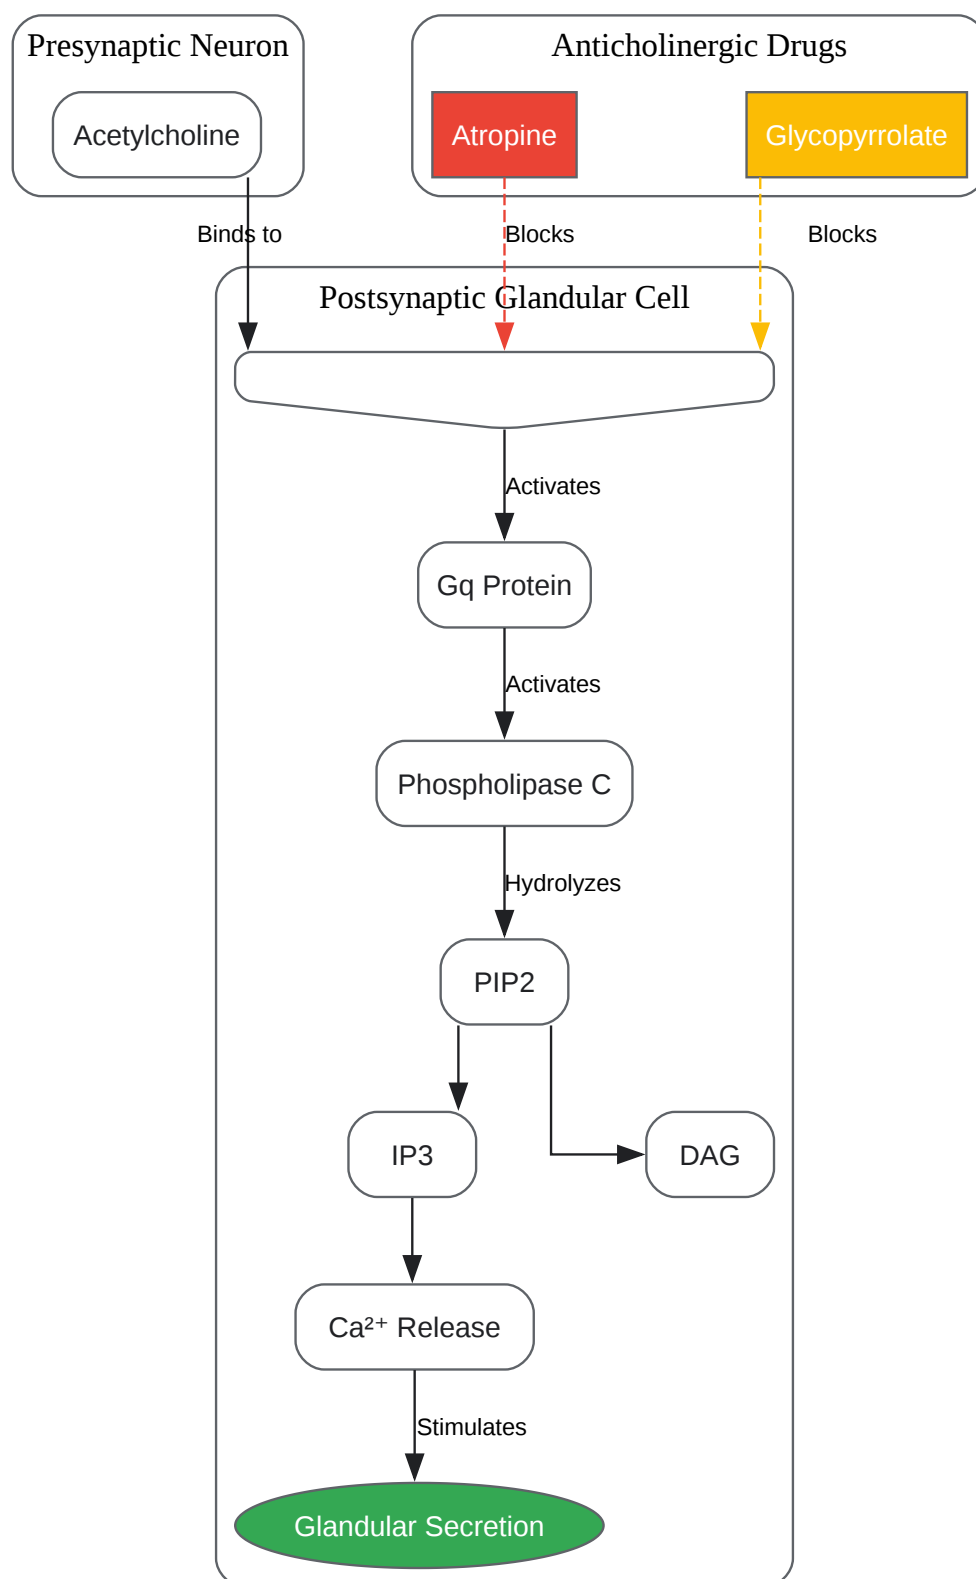 Presynaptic Neuron
Anticholinergic Drugs
Acetylcholine
Atropine
Glycopyrrolate
Binds to
Blocks
Blocks
Postsynaptic Glandular Cell
Activates
Gq Protein
Activates
Phospholipase C
Hydrolyzes
PIP2
IP3
DAG
Ca²⁺ Release
Stimulates
Glandular Secretion